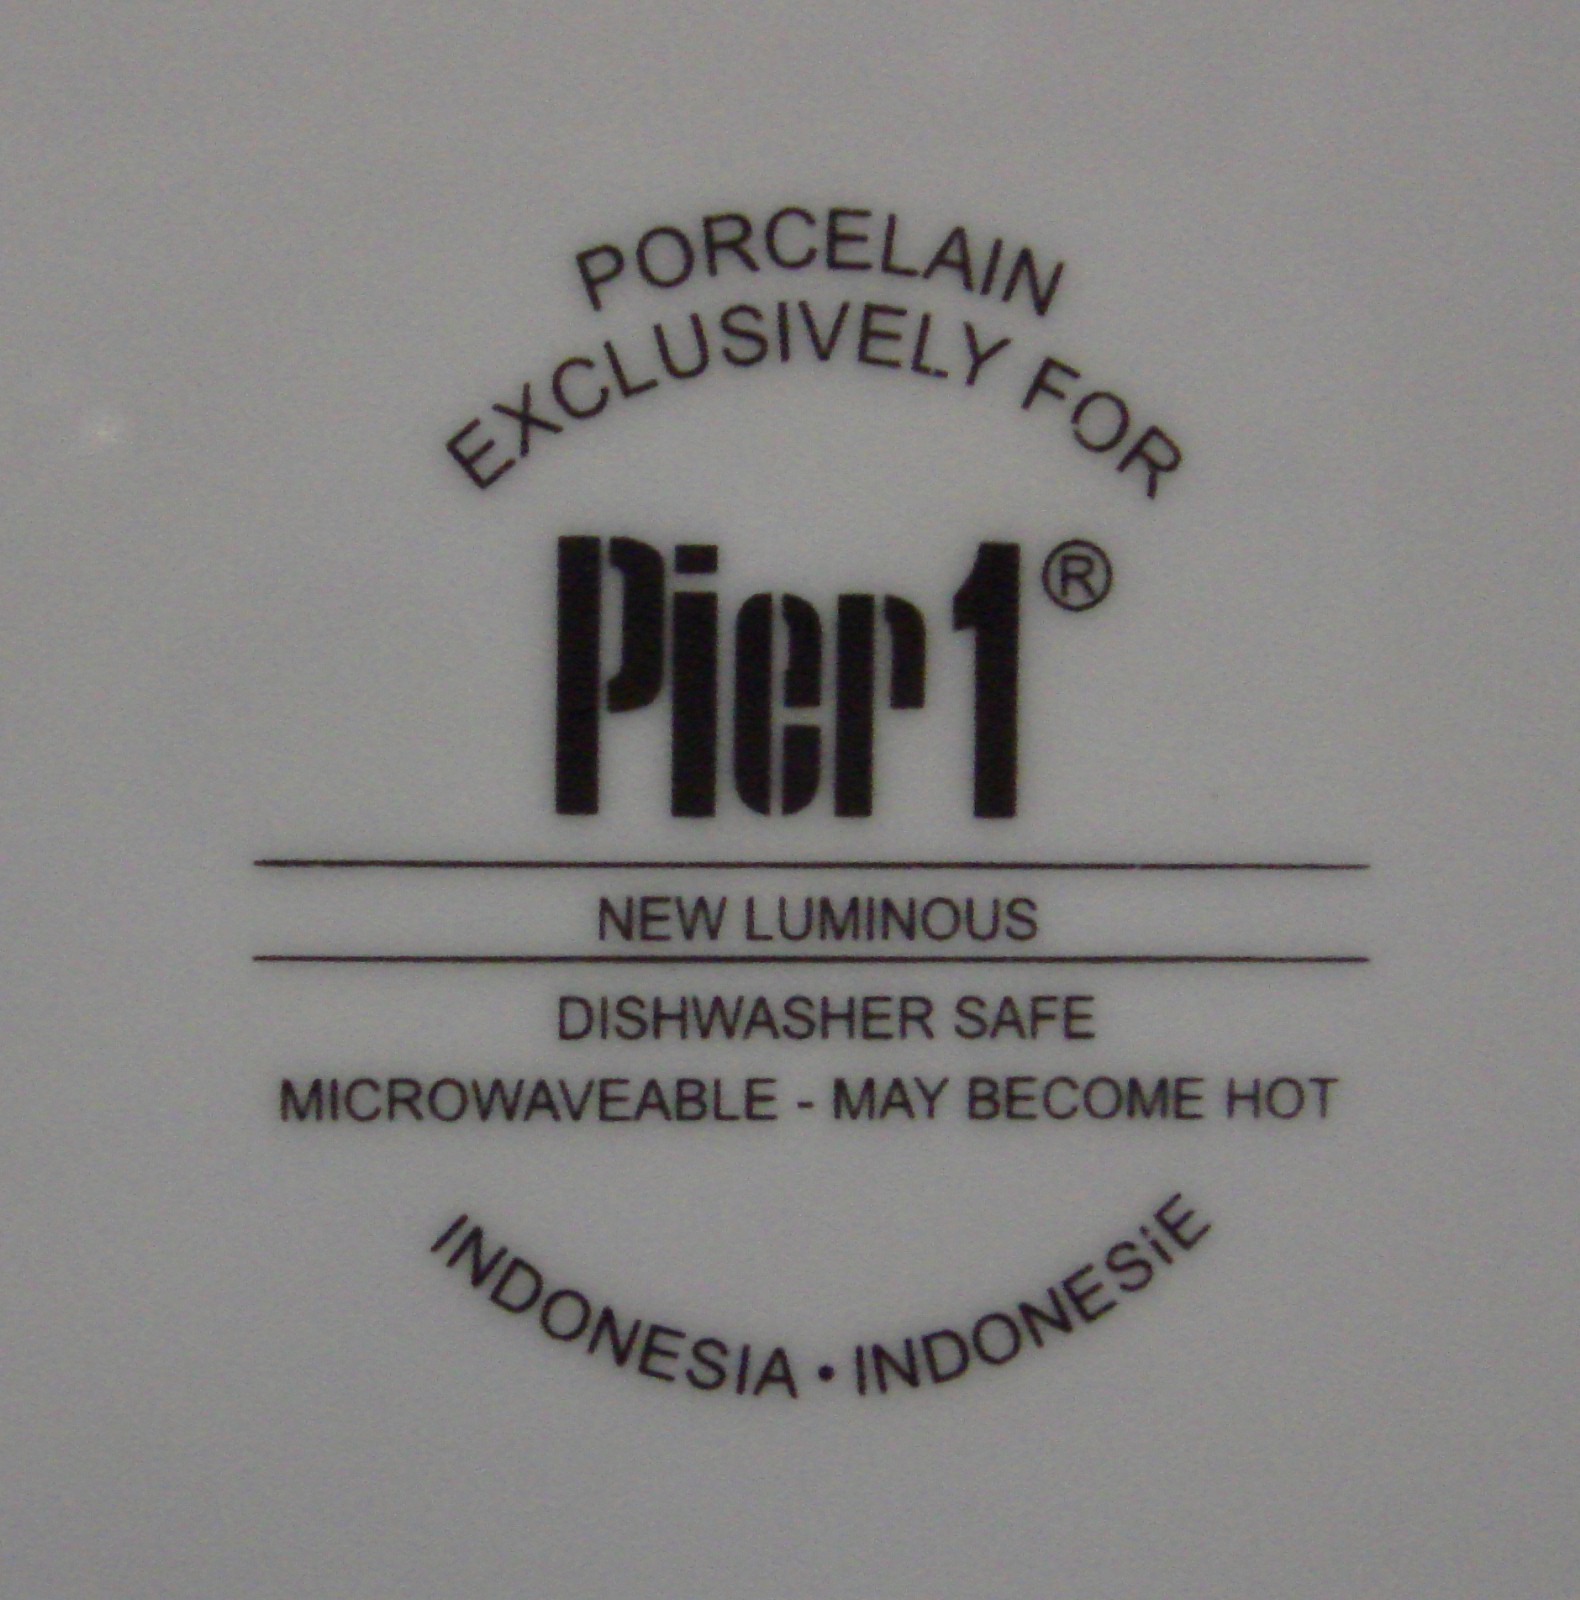 PORCELAIN
EXCLUSIVELY FOR
Pier 1®
NEW LUMINOUS
DISHWASHER SAFE
MICROWAVEABLE - MAY BECOME HOT
INDONESIA • INDONESiE